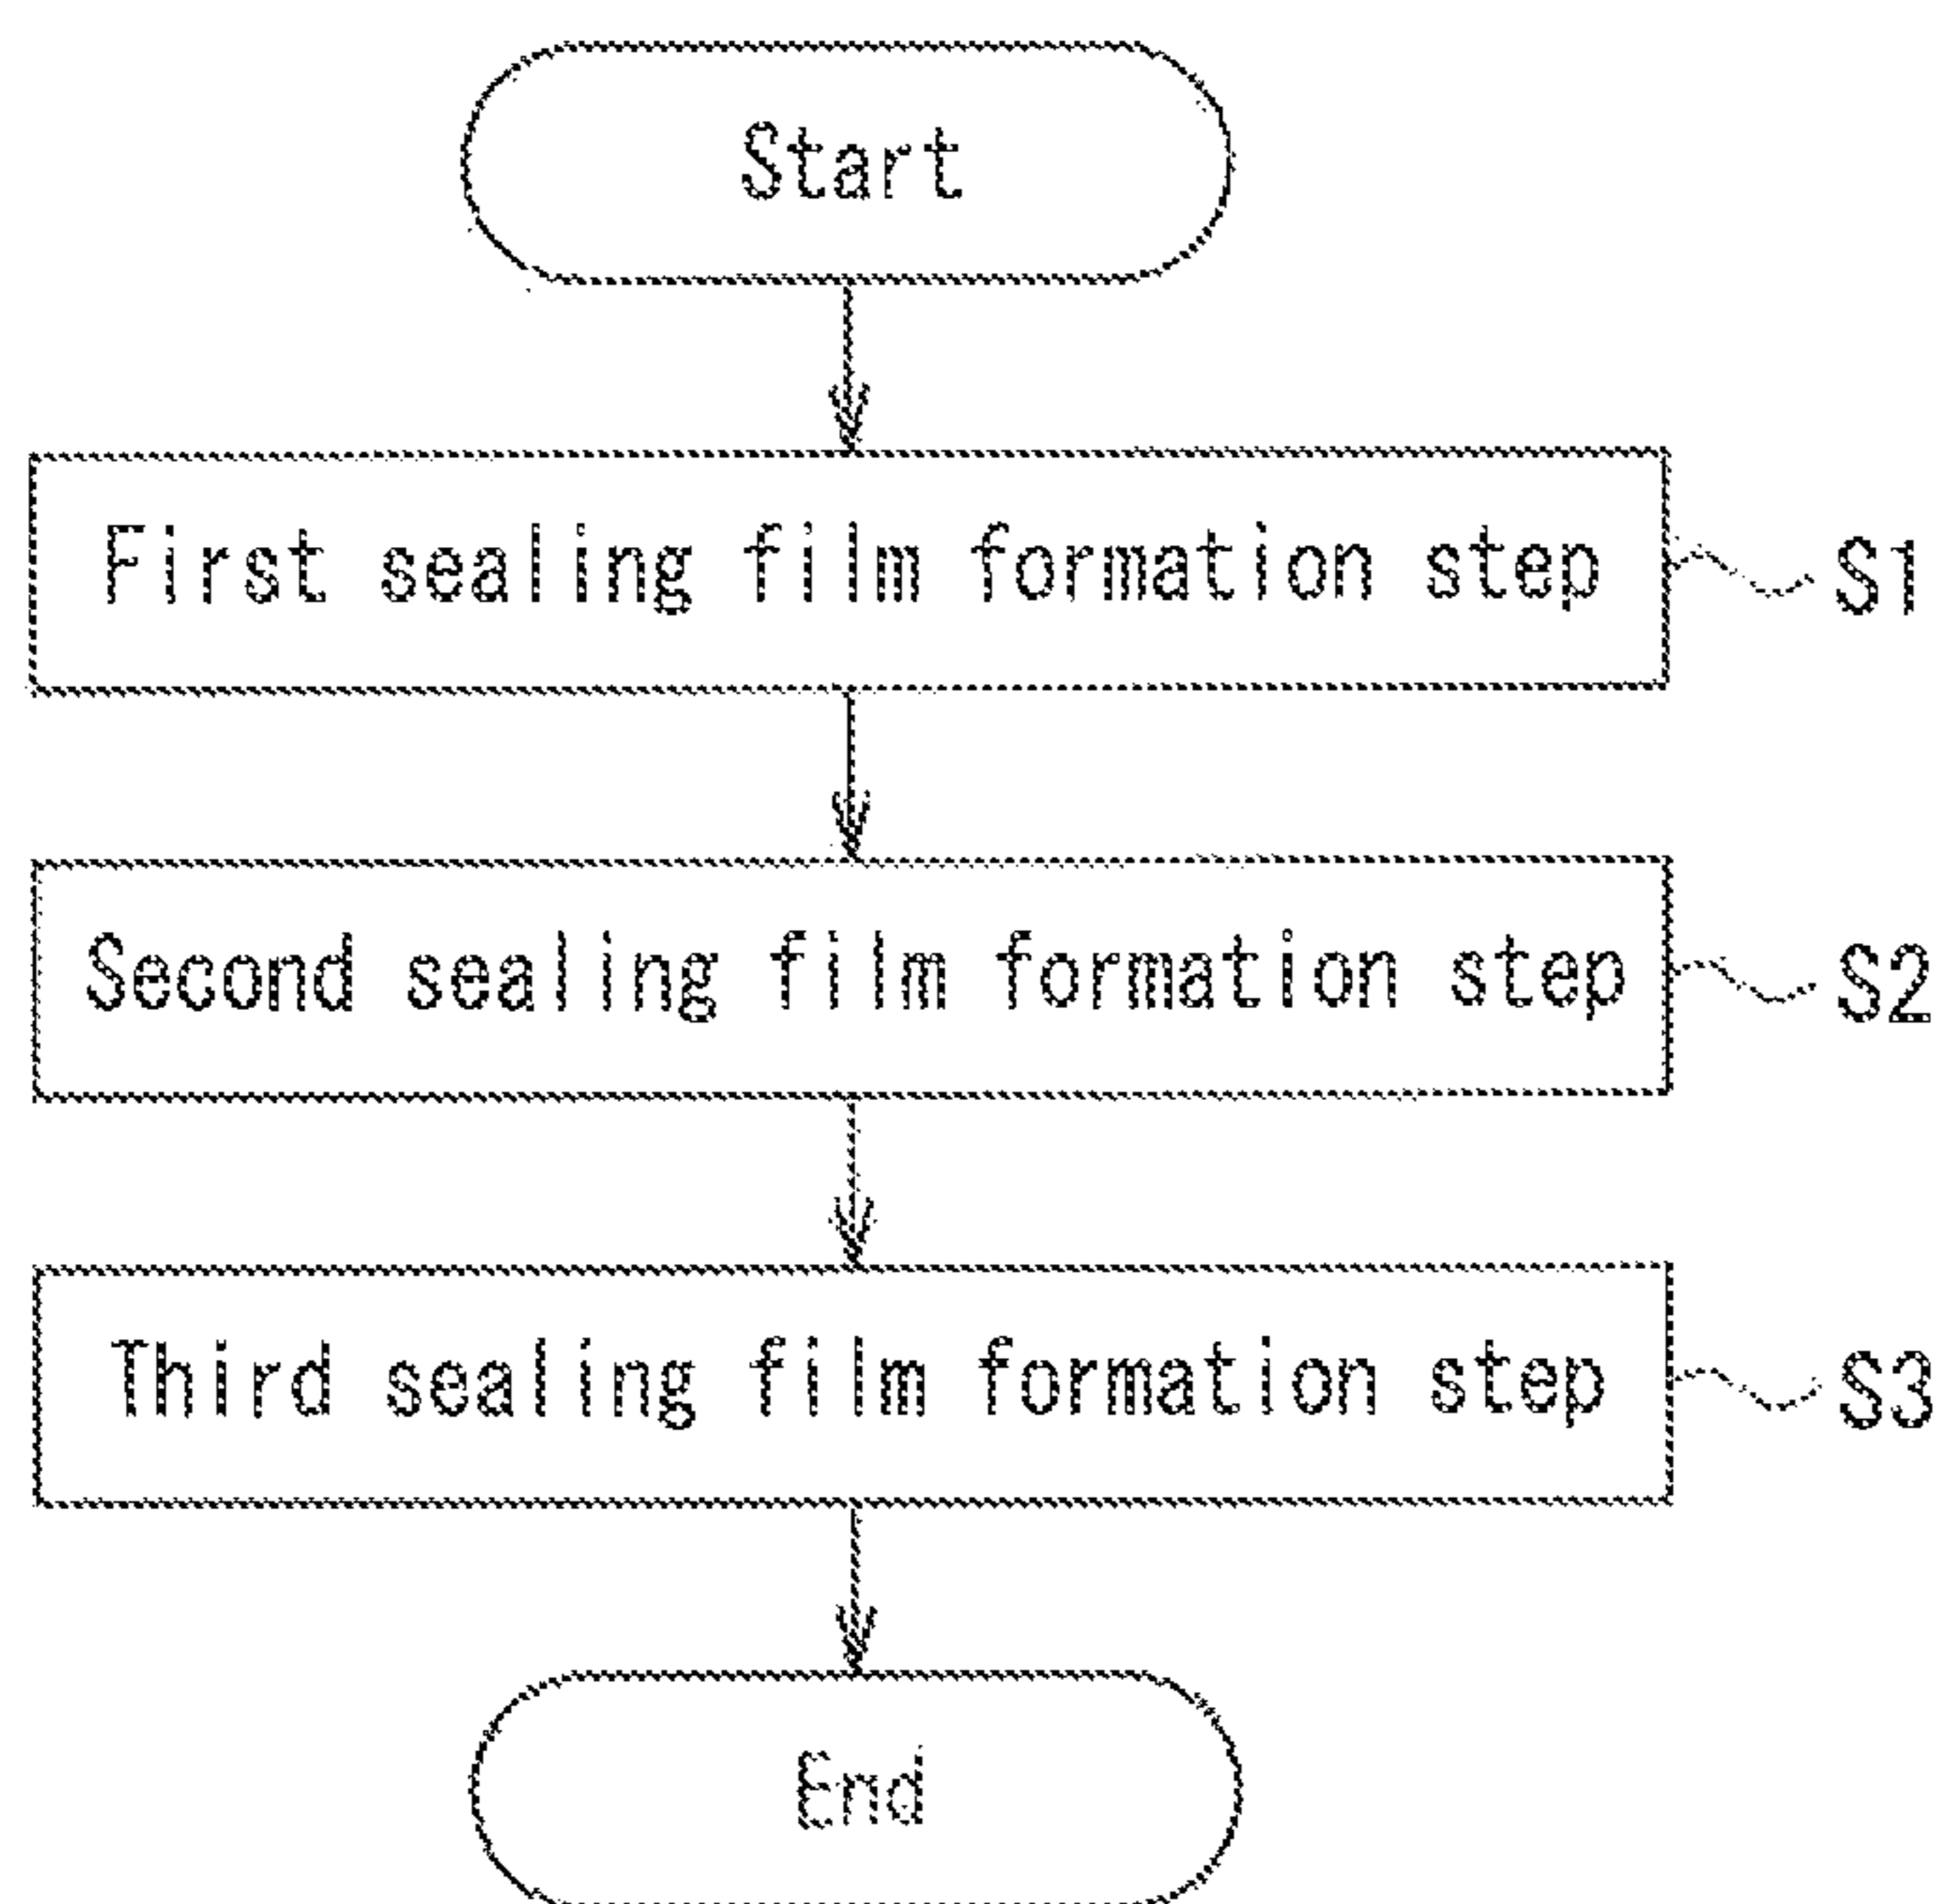 Start
First sealing film formation step S1
Second sealing film formation step S2
Third sealing film formation step S3
End